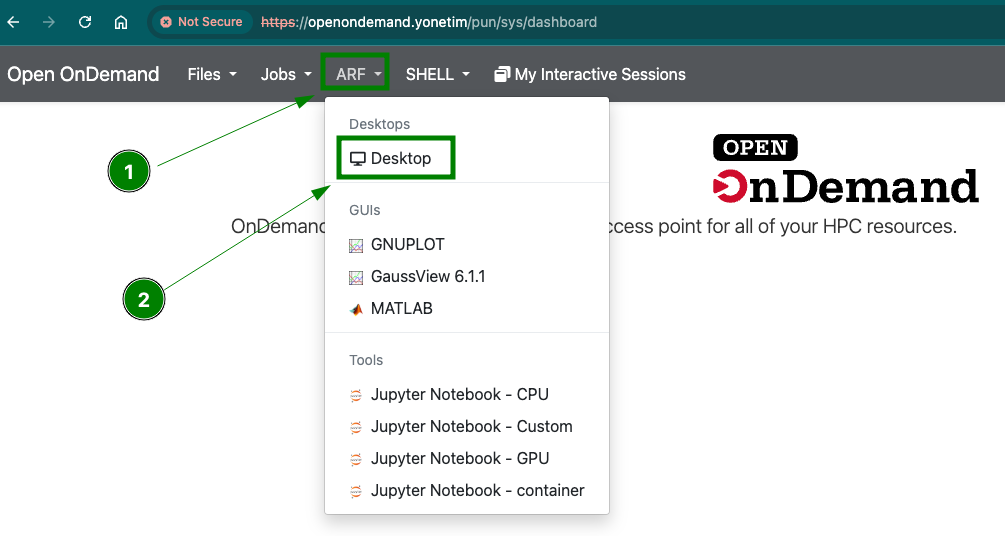 Not Secure https://openondemand.yonetim/pun/sys/dashboard
Open OnDemand Files Jobs ARF SHELL My Interactive Sessions
Desktops
1
Desktop
OPEN
OnDemand
GUIs
OnDemand ccess point for all of your HPC resources.
GNUPLOT
GaussView 6.1.1
2
MATLAB
Tools
Jupyter Notebook - CPU
Jupyter Notebook - Custom
Jupyter Notebook - GPU
Jupyter Notebook - container